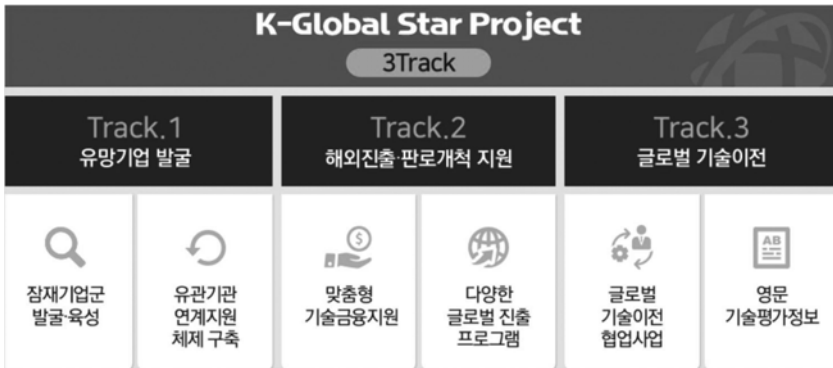 K-Global Star Project
3Track
Track.1
유망기업 발굴
Track.2
해외진출·판로개척 지원
Track.3
글로벌 기술이전
잠재기업군
발굴·육성
유관기관
연계지원
체제 구축
맞춤형
기술금융지원
다양한
글로벌 진출
프로그램
글로벌
기술이전
협업사업
AB
영문
기술평가정보